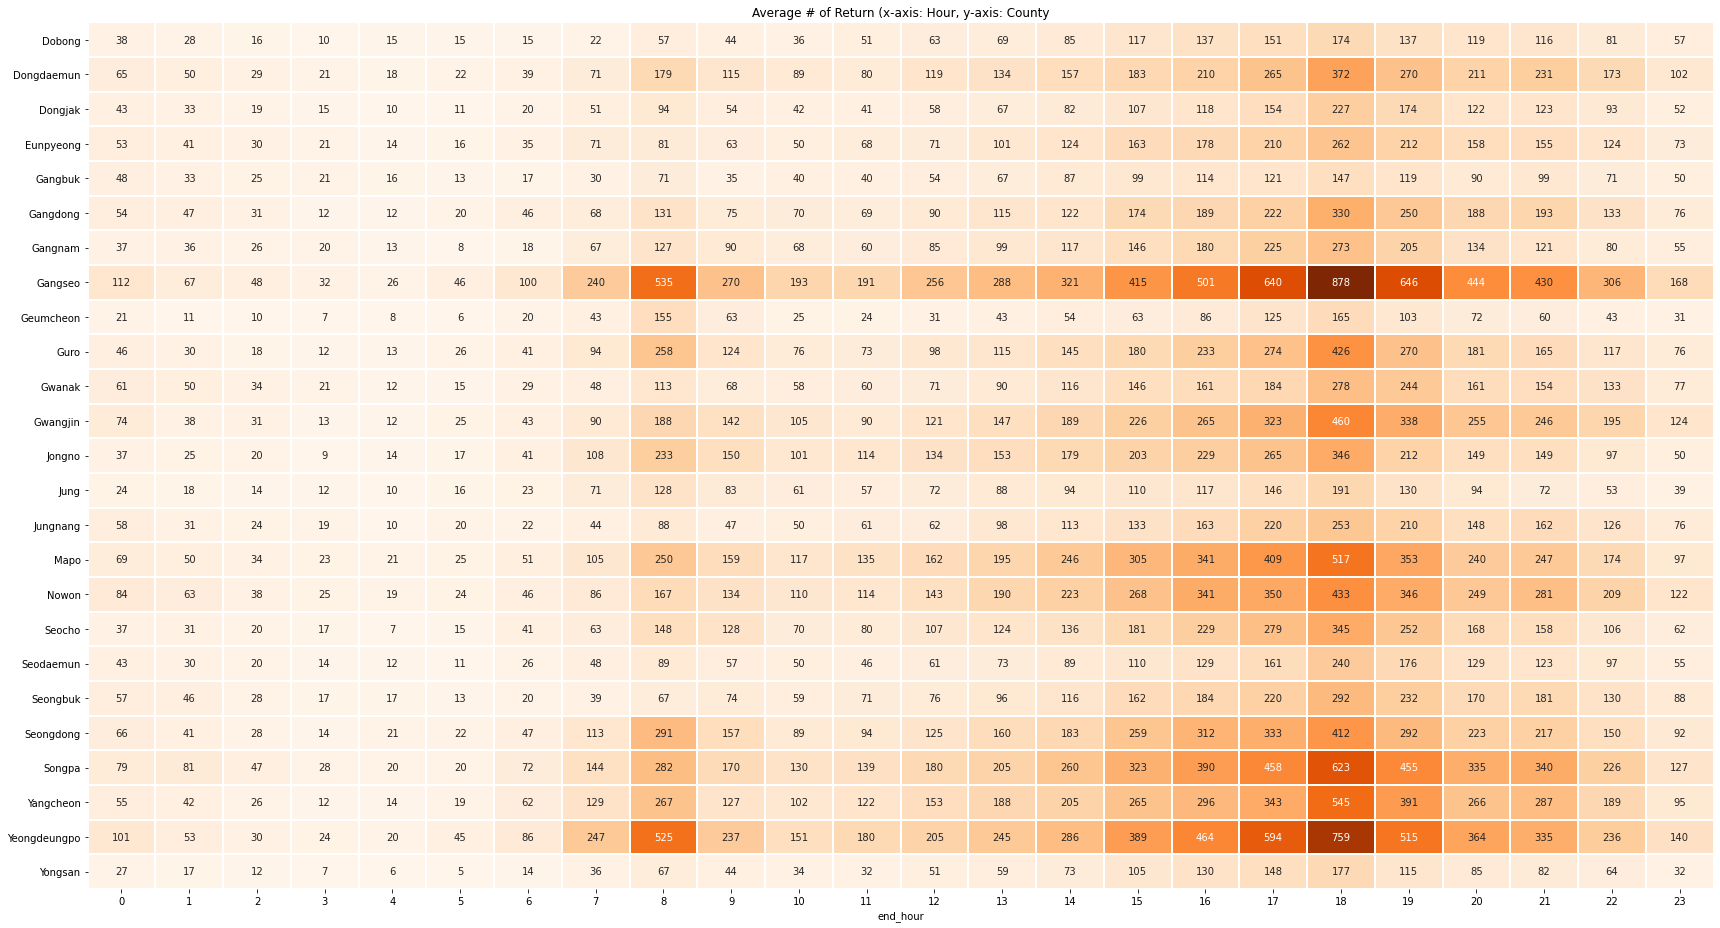 Average # of Return (x-axis: Hour, y-axis: County
Dobong 38 28 16 10 15 15 15 22 57 44 36 51 63 69 85 117 137 151 174 137 119 116 81 57
Dongdaemun 65 50 29 21 18 22 39 71 179 115 89 80 119 134 157 183 210 265 372 270 211 231 173 102
Dongjak 43 33 19 15 10 11 20 51 94 54 42 41 58 67 82 107 118 154 227 174 122 123 93 52
Eunpyeong 53 41 30 21 14 16 35 71 81 63 50 68 71 101 124 163 178 210 262 212 158 155 124 73
Gangbuk 48 33 25 21 16 13 17 30 71 35 40 40 54 67 87 99 114 121 147 119 90 99 71 50
Gangdong 54 47 31 12 12 20 46 68 131 75 70 69 90 115 122 174 189 222 330 250 188 193 133 76
Gangnam 37 36 26 20 13 8 18 67 127 90 68 60 85 99 117 146 180 225 273 205 134 121 80 55
Gangseo 112 67 48 32 26 46 100 240 535 270 193 191 256 288 321 415 501 640 878 646 444 430 306 168
Geumcheon 21 11 10 7 8 6 20 43 155 63 25 24 31 43 54 63 86 125 165 103 72 60 43 31
Guro 46 30 18 12 13 26 41 94 258 124 76 73 98 115 145 180 233 274 426 270 181 165 117 76
Gwanak 61 50 34 21 12 15 29 48 113 68 58 60 71 90 116 146 161 184 278 244 161 154 133 77
Gwangjin 74 38 31 13 12 25 43 90 188 142 105 90 121 147 189 226 265 323 460 338 255 246 195 124
Jongno 37 25 20 9 14 17 41 108 233 150 101 114 134 153 179 203 229 265 346 212 149 149 97 50
Jung 24 18 14 12 10 16 23 71 128 83 61 57 72 88 94 110 117 146 191 130 94 72 53 39
Jungnang 58 31 24 19 10 20 22 44 88 47 50 61 62 98 113 133 163 220 253 210 148 162 126 76
Mapo 69 50 34 23 21 25 51 105 250 159 117 135 162 195 246 305 341 409 517 353 240 247 174 97
Nowon 84 63 38 25 19 24 46 86 167 134 110 114 143 190 223 268 341 350 433 346 249 281 209 122
Seocho 37 31 20 17 7 15 41 63 148 128 70 80 107 124 136 181 229 279 345 252 168 158 106 62
Seodaemun 43 30 20 14 12 11 26 48 89 57 50 46 61 73 89 110 129 161 240 176 129 123 97 55
Seongbuk 57 46 28 17 17 13 20 39 67 74 59 71 76 96 116 162 184 220 292 232 170 181 130 88
Seongdong 66 41 28 14 21 22 47 113 291 157 89 94 125 160 183 259 312 333 412 292 223 217 150 92
Songpa 79 81 47 28 20 20 72 144 282 170 130 139 180 205 260 323 390 458 623 455 335 340 226 127
Yangcheon 55 42 26 12 14 19 62 129 267 127 102 122 153 188 205 265 296 343 545 391 266 287 189 95
Yeongdeungpo 101 53 30 24 20 45 86 247 525 237 151 180 205 245 286 389 464 594 759 515 364 335 236 140
Yongsan 27 17 12 7 6 5 14 36 67 44 34 32 51 59 73 105 130 148 177 115 85 82 64 32
0 1 2 3 4 5 6 7 8 9 10 11 12 13 14 15 16 17 18 19 20 21 22 23
end_hour